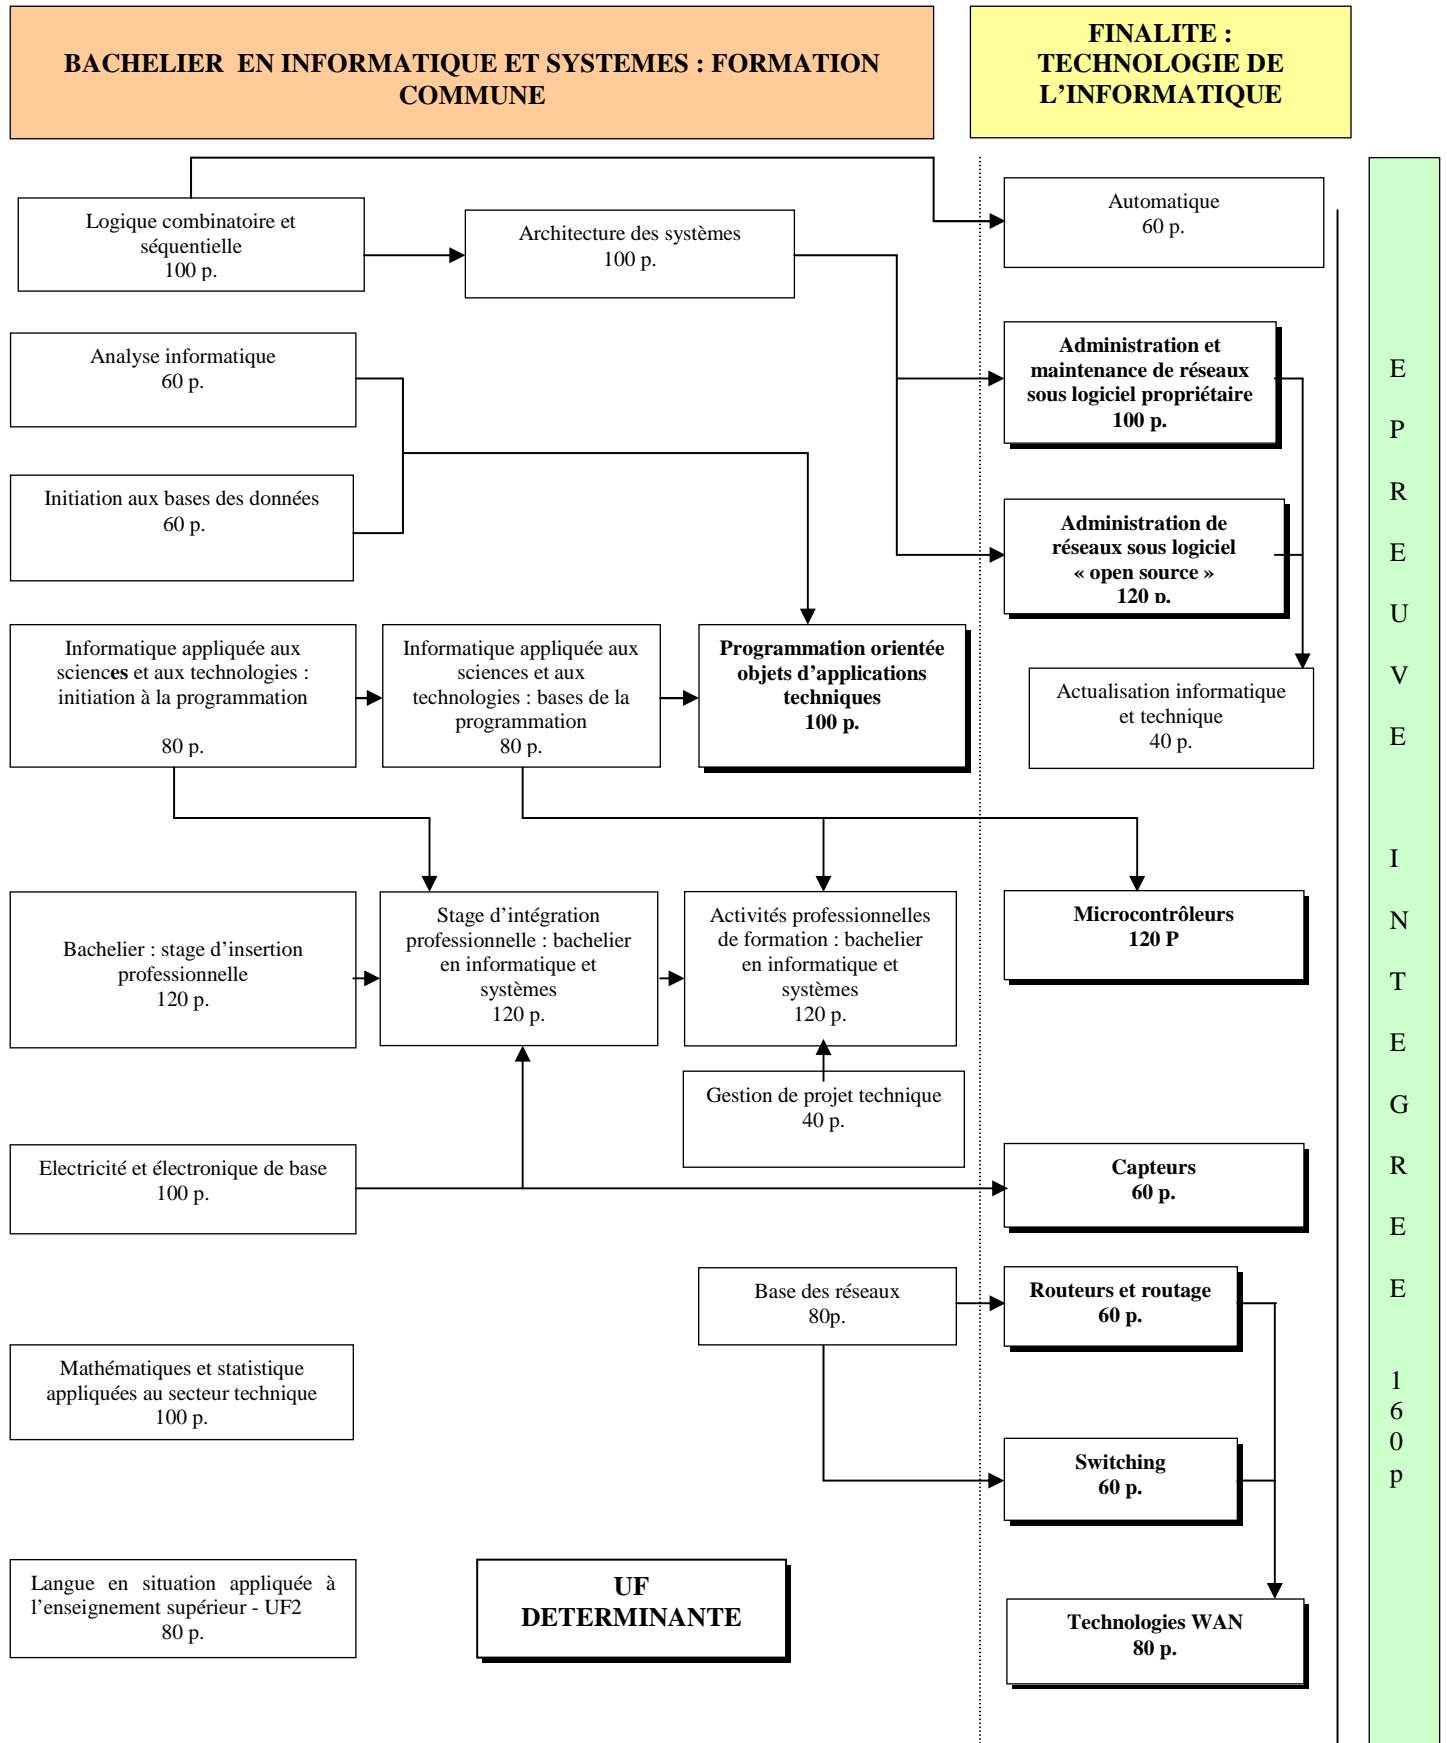 BACHELIER EN INFORMATIQUE ET SYSTEMES : FORMATION
COMMUNE
FINALITE :
TECHNOLOGIE DE
L'INFORMATIQUE
Logique combinatoire et
séquentielle
100 p.
Architecture des systèmes
100 p.
Automatique
60 p.
Analyse informatique
60 p.
Administration et
maintenance de réseaux
sous logiciel propriétaire
100 p.
Initiation aux bases des données
60 p.
Administration de
réseaux sous logiciel
« open source »
120 p.
Informatique appliquée aux
sciences et aux technologies :
initiation à la programmation
80 p.
Informatique appliquée aux
sciences et aux
technologies : bases de la
programmation
80 p.
Programmation orientée
objets d'applications
techniques
100 p.
Actualisation informatique
et technique
40 p.
Bachelier : stage d'insertion
professionnelle
120 p.
Stage d'intégration
professionnelle : bachelier
en informatique et
systèmes
120 p.
Activités professionnelles
de formation : bachelier
en informatique et
systèmes
120 p.
Microcontrôleurs
120 P
Gestion de projet technique
40 p.
Electricité et électronique de base
100 p.
Capteurs
60 p.
Base des réseaux
80p.
Routeurs et routage
60 p.
Mathématiques et statistique
appliquées au secteur technique
100 p.
Switching
60 p.
Langue en situation appliquée à
l'enseignement supérieur - UF2
80 p.
UF
DETERMINANTE
Technologies WAN
80 p.
E
P
R
E
U
V
E
I
N
T
E
G
R
E
E
1
6
0
p